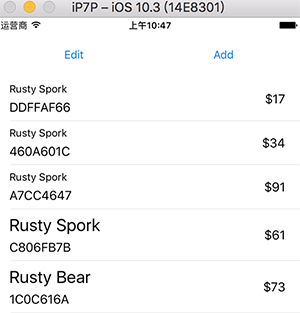 iP7P – iOS 10.3 (14E8301)
运营商 上午10:47
Edit Add
Rusty Spork
DDFFAF66 $17
Rusty Spork
460A601C $34
Rusty Spork
A7CC4647 $91
Rusty Spork
C806FB7B $61
Rusty Bear
1C0C616A $73